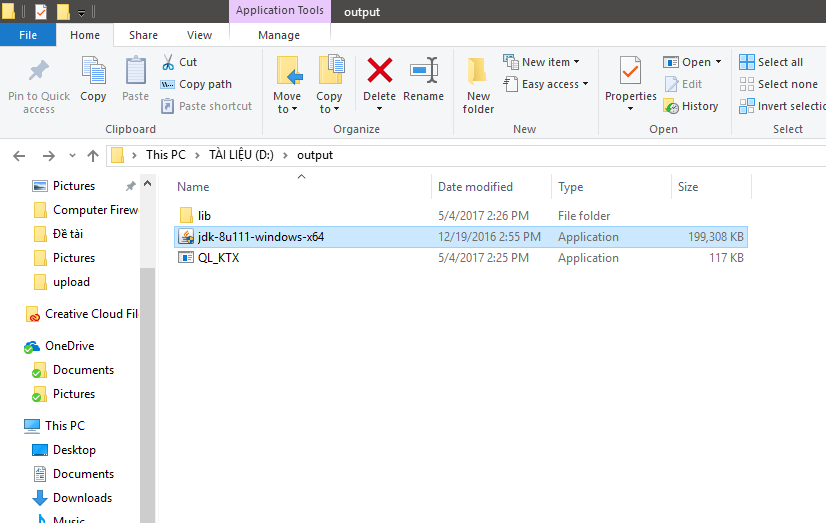 Application Tools
output
File
Home
Share
View
Manage
Pin to Quick access
Copy
Paste
Cut
Copy path
Paste shortcut
Clipboard
Move to
Copy to
Delete
Rename
Organize
New folder
New item
Easy access
New
Properties
Open
Edit
History
Open
Select all
Select none
Invert selectio
Select
This PC
TÀI LIỆU (D:)
output
Pictures
Computer Firew
Đề tài
Pictures
upload
Creative Cloud Fil
OneDrive
Documents
Pictures
This PC
Desktop
Documents
Downloads
Music
Name Date modified Type Size
lib 5/4/2017 2:26 PM File folder
jdk-8u111-windows-x64 12/19/2016 2:55 PM Application 199,308 KB
QL_KTX 5/4/2017 2:25 PM Application 117 KB